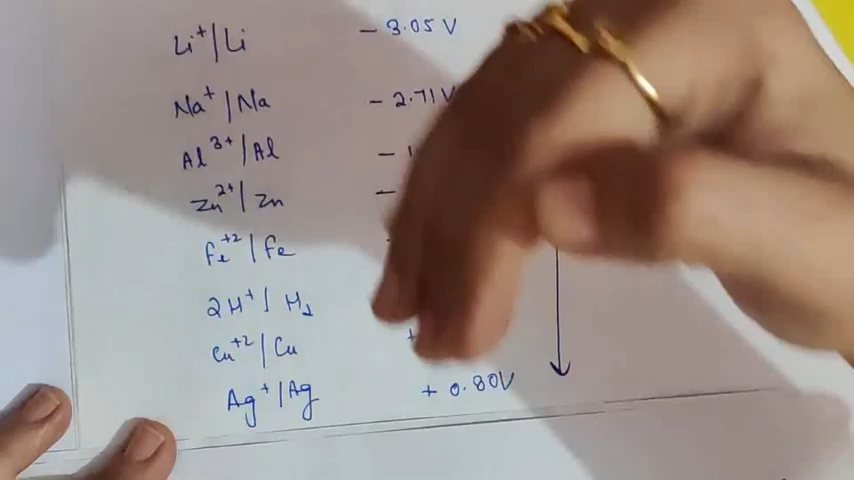 Li⁺/Li - 3.05 V
Na⁺/Na - 2.71V
Al³⁺/Al -
Zn²⁺/Zn -
Fe⁺²/Fe
2H⁺/H₂
Cu⁺²/Cu +
Ag⁺/Ag + 0.80V